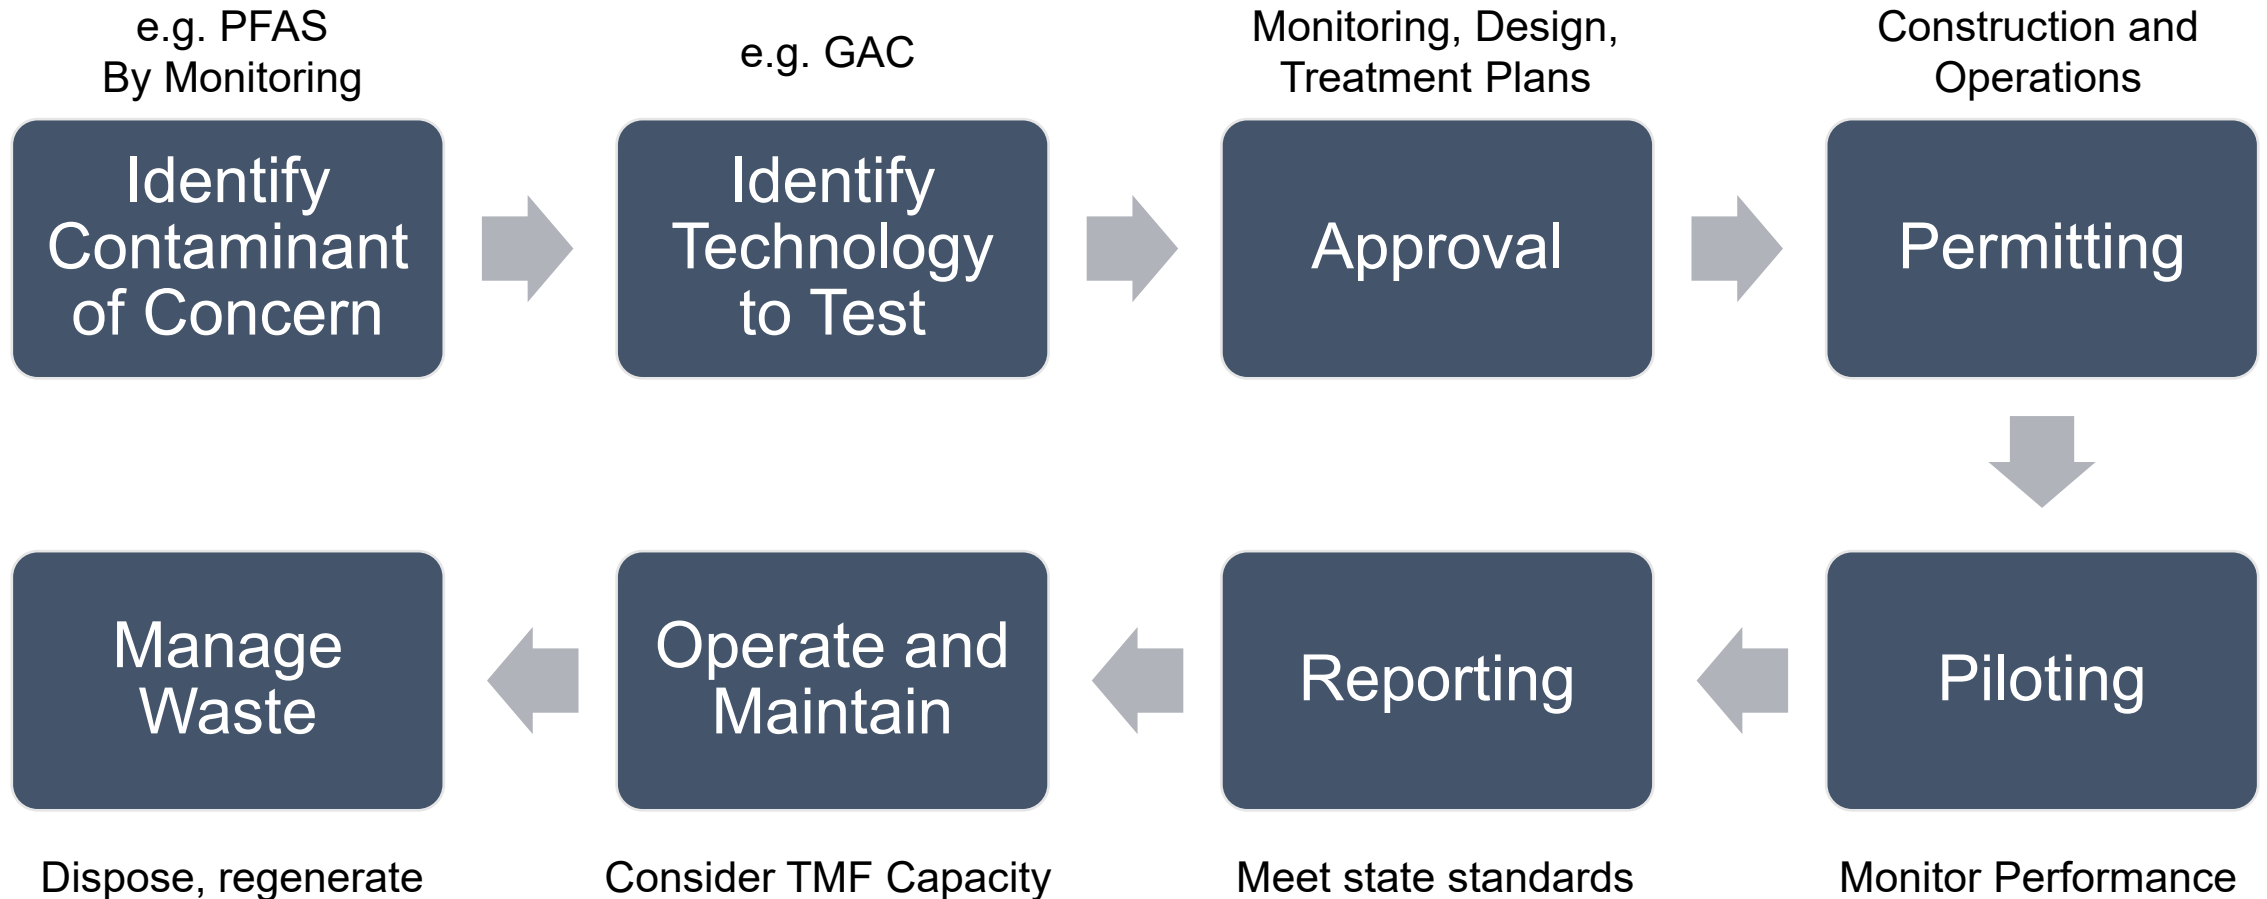 e.g. PFAS
By Monitoring
e.g. GAC
Monitoring, Design,
Treatment Plans
Construction and
Operations
Identify
Contaminant
of Concern
Identify
Technology
to Test
Approval
Permitting
Piloting
Reporting
Operate and
Maintain
Manage
Waste
Monitor Performance
Meet state standards
Consider TMF Capacity
Dispose, regenerate